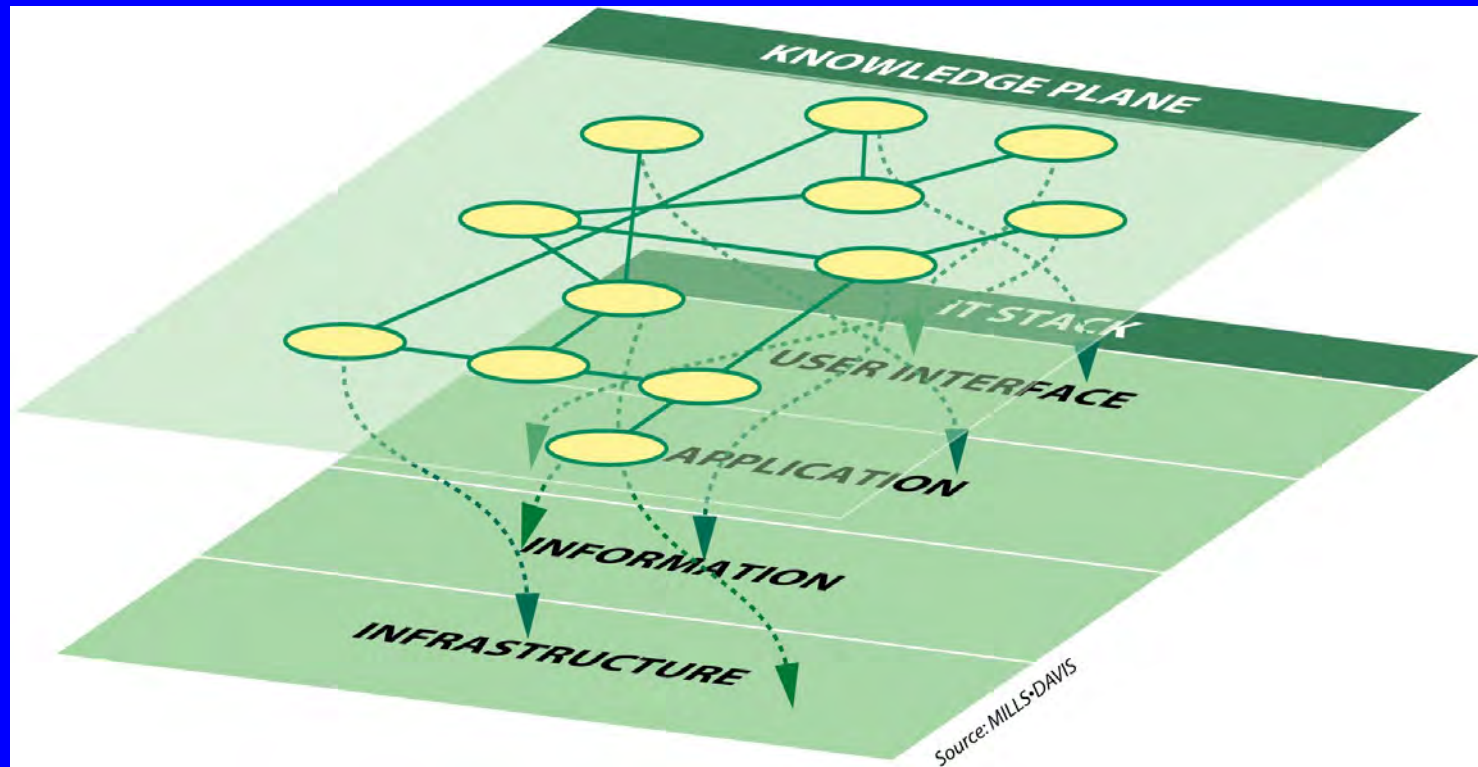 KNOWLEDGE PLANE
IT STACK
USER INTERFACE
APPLICATION
INFORMATION
INFRASTRUCTURE
Source: MILLS•DAVIS